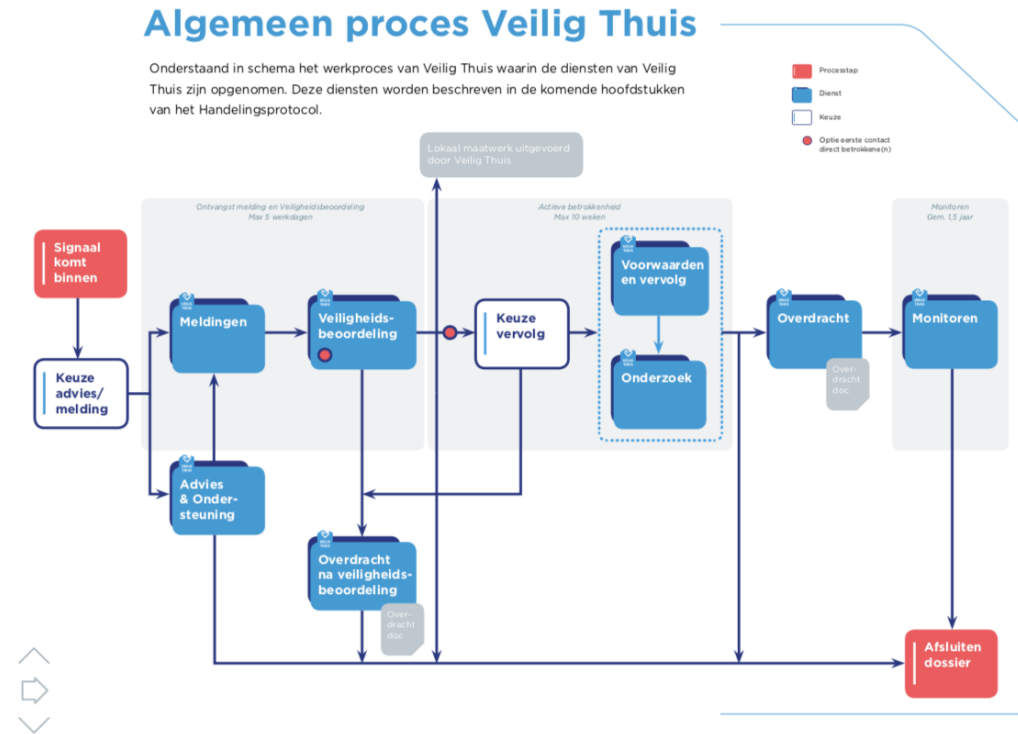 Algemeen proces Veilig Thuis
Onderstaand in schema het werkproces van Veilig Thuis waarin de diensten van Veilig
Thuis zijn opgenomen. Deze diensten worden beschreven in de komende hoofdstukken
van het Handelingsprotocol.
Processtap
Dienst
Keuze
Optie eerste contact
direct betrokkene(n)
Lokaal maatwerk uitgevoerd
door Veilig Thuis
Ontvangst melding en Veiligheidsbeoordeling
Max 5 werkdagen
Actieve betrokkenheid
Max 10 weken
Monitoren
Gem. 1,5 jaar
Signaal
komt
binnen
Keuze
advies/
melding
Meldingen
Veiligheids-
beoordeling
Keuze
vervolg
Voorwaarden
en vervolg
Onderzoek
Overdracht
Over-
dracht
doc
Monitoren
Advies
& Onder-
steuning
Overdracht
na veiligheids-
beoordeling
Over-
dracht
doc
Afsluiten
dossier